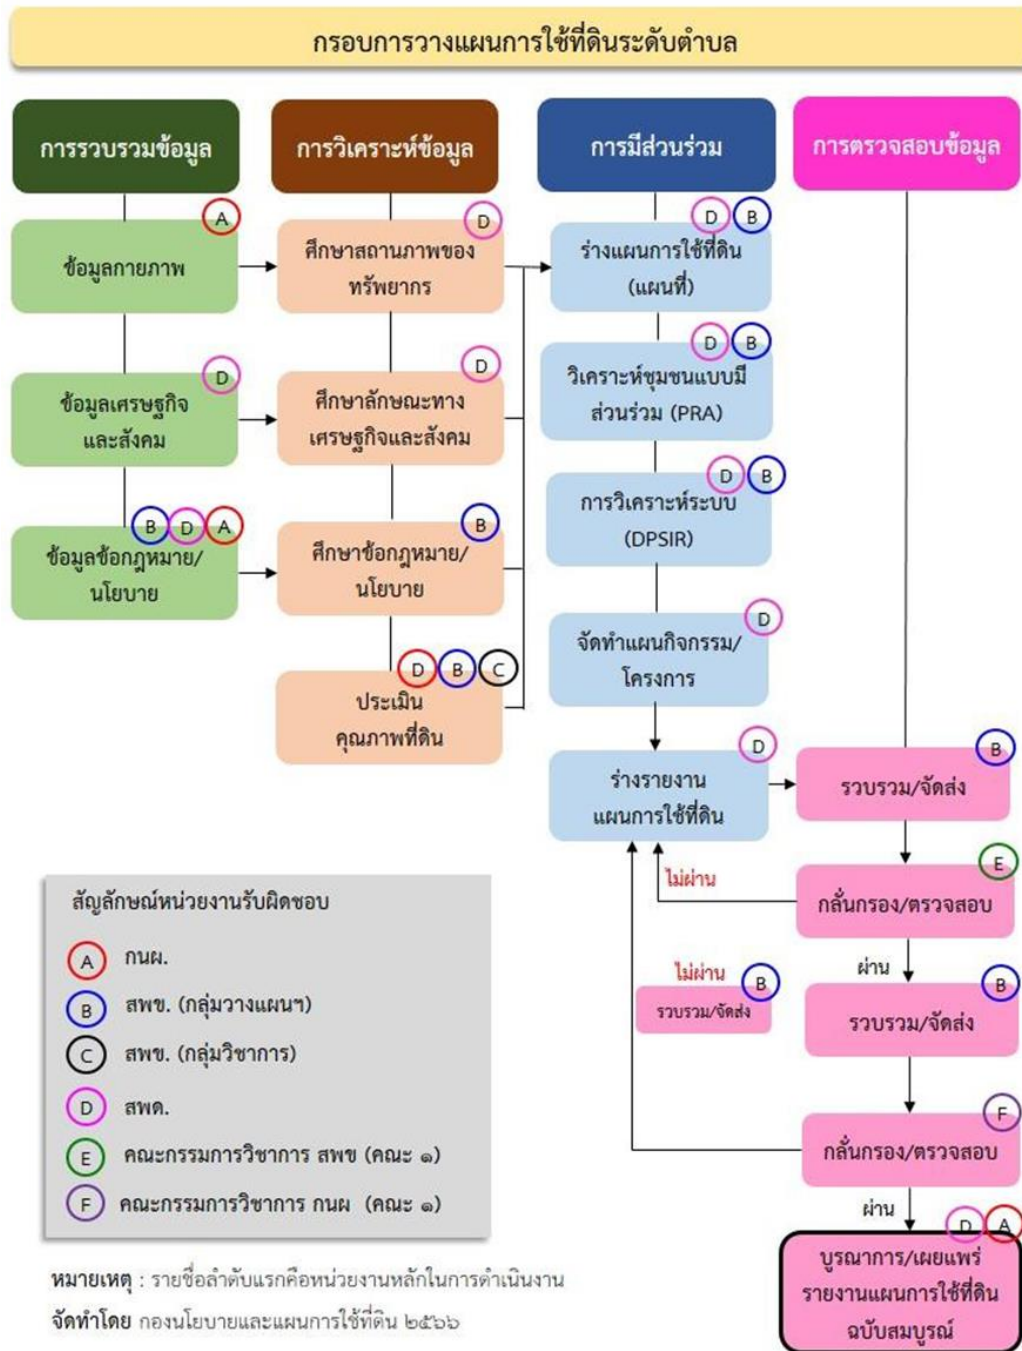 กรอบการวางแผนการใช้ที่ดินระดับตำบล
การรวบรวมข้อมูล
A
ข้อมูลกายภาพ
D
ข้อมูลเศรษฐกิจ
และสังคม
B D A
ข้อมูลข้อกฎหมาย/
นโยบาย
การวิเคราะห์ข้อมูล
D
ศึกษาสถานภาพของ
ทรัพยากร
D
ศึกษาลักษณะทาง
เศรษฐกิจและสังคม
B
ศึกษาข้อกฎหมาย/
นโยบาย
D B C
ประเมิน
คุณภาพที่ดิน
การมีส่วนร่วม
D B
ร่างแผนการใช้ที่ดิน
(แผนที่)
D B
วิเคราะห์ชุมชนแบบมี
ส่วนร่วม (PRA)
D B
การวิเคราะห์ระบบ
(DPSIR)
D
จัดทำแผนกิจกรรม/
โครงการ
D
ร่างรายงาน
แผนการใช้ที่ดิน
การตรวจสอบข้อมูล
B
รวบรวม/จัดส่ง
E
กลั่นกรอง/ตรวจสอบ
ไม่ผ่าน
ผ่าน
B
รวบรวม/จัดส่ง
ไม่ผ่าน
B
รวบรวม/จัดส่ง
F
กลั่นกรอง/ตรวจสอบ
ผ่าน
D A
บูรณาการ/เผยแพร่
รายงานแผนการใช้ที่ดิน
ฉบับสมบูรณ์
สัญลักษณ์หน่วยงานรับผิดชอบ
A กนผ.
B สพข. (กลุ่มวางแผนฯ)
C สพข. (กลุ่มวิชาการ)
D สพด.
E คณะกรรมการวิชาการ สพข (คณะ ๑)
F คณะกรรมการวิชาการ กนผ (คณะ ๑)
หมายเหตุ : รายชื่อลำดับแรกคือหน่วยงานหลักในการดำเนินงาน
จัดทำโดย กองนโยบายและแผนการใช้ที่ดิน ๒๕๖๖